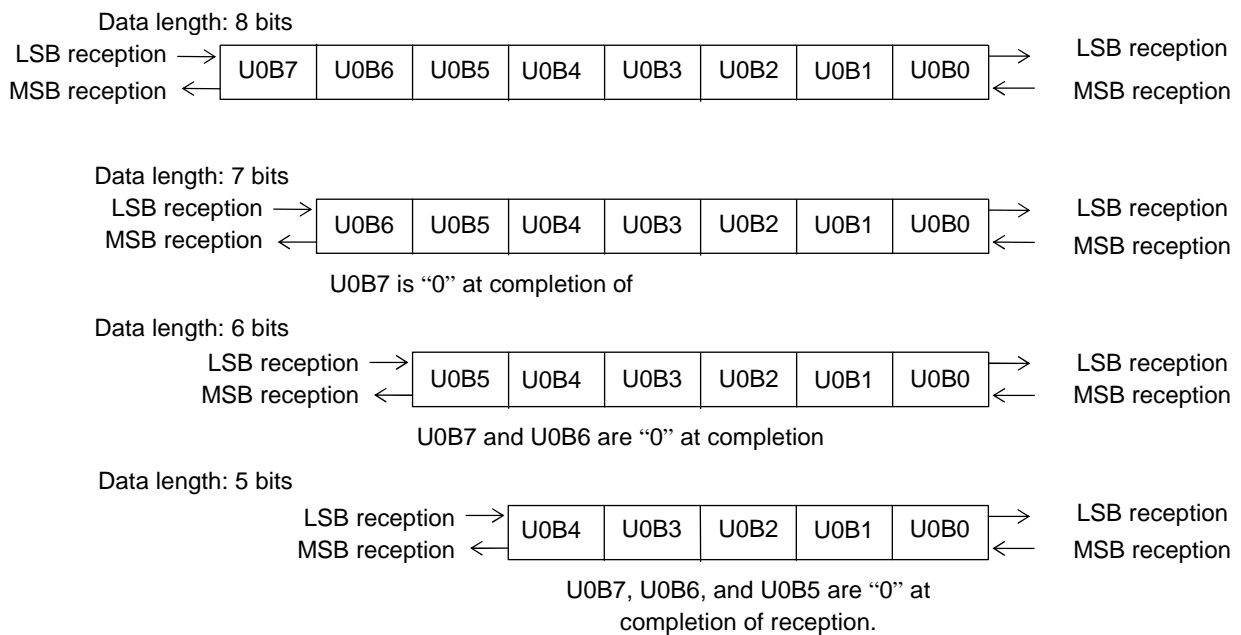 Data length: 8 bits
LSB reception
MSB reception
U0B7 U0B6 U0B5 U0B4 U0B3 U0B2 U0B1 U0B0
LSB reception
MSB reception
Data length: 7 bits
LSB reception
MSB reception
U0B6 U0B5 U0B4 U0B3 U0B2 U0B1 U0B0
LSB reception
MSB reception
U0B7 is “0” at completion of
Data length: 6 bits
LSB reception
MSB reception
U0B5 U0B4 U0B3 U0B2 U0B1 U0B0
LSB reception
MSB reception
U0B7 and U0B6 are “0” at completion
Data length: 5 bits
LSB reception
MSB reception
U0B4 U0B3 U0B2 U0B1 U0B0
LSB reception
MSB reception
U0B7, U0B6, and U0B5 are “0” at
completion of reception.